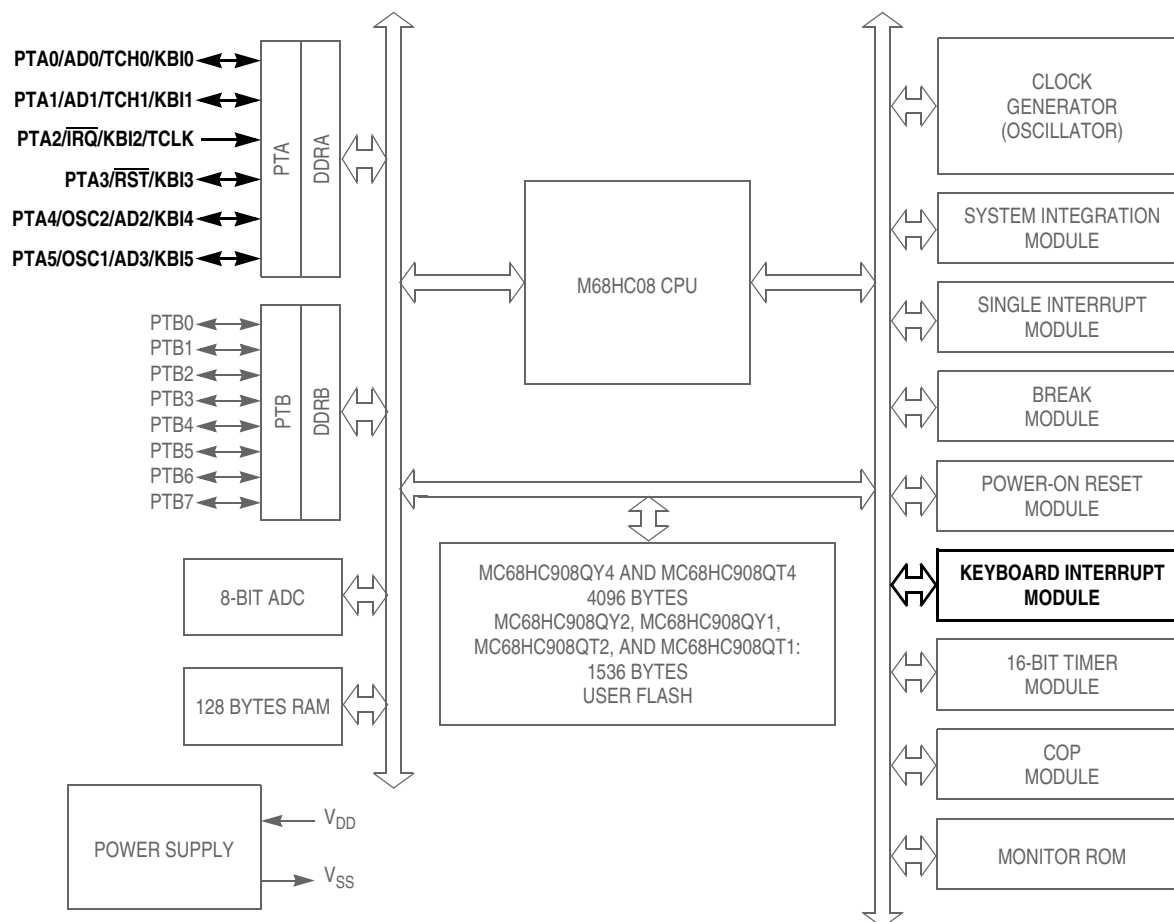 PTA0/AD0/TCH0/KBI0
PTA1/AD1/TCH1/KBI1
PTA2/IRQ/KBI2/TCLK
PTA3/RST/KBI3
PTA4/OSC2/AD2/KBI4
PTA5/OSC1/AD3/KBI5
PTA
DDRA
PTB0
PTB1
PTB2
PTB3
PTB4
PTB5
PTB6
PTB7
PTB
DDRB
8-BIT ADC
128 BYTES RAM
POWER SUPPLY
VDD
VSS
M68HC08 CPU
MC68HC908QY4 AND MC68HC908QT4
4096 BYTES
MC68HC908QY2, MC68HC908QY1,
MC68HC908QT2, AND MC68HC908QT1:
1536 BYTES
USER FLASH
CLOCK
GENERATOR
(OSCILLATOR)
SYSTEM INTEGRATION
MODULE
SINGLE INTERRUPT
MODULE
BREAK
MODULE
POWER-ON RESET
MODULE
KEYBOARD INTERRUPT
MODULE
16-BIT TIMER
MODULE
COP
MODULE
MONITOR ROM